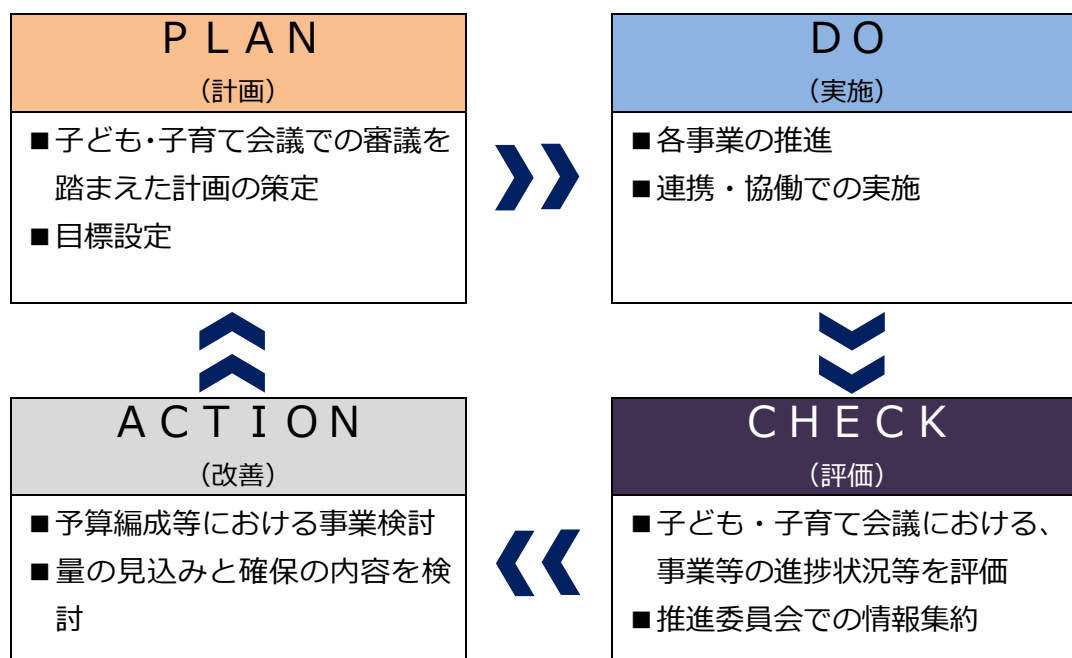 ＰＬＡＮ
（計画）
■子ども･子育て会議での審議を
踏まえた計画の策定
■目標設定
ＤＯ
（実施）
■各事業の推進
■連携・協働での実施
ＡＣＴＩＯＮ
（改善）
■予算編成等における事業検討
■量の見込みと確保の内容を検
討
ＣＨＥＣＫ
（評価）
■子ども・子育て会議における、
事業等の進捗状況等を評価
■推進委員会での情報集約